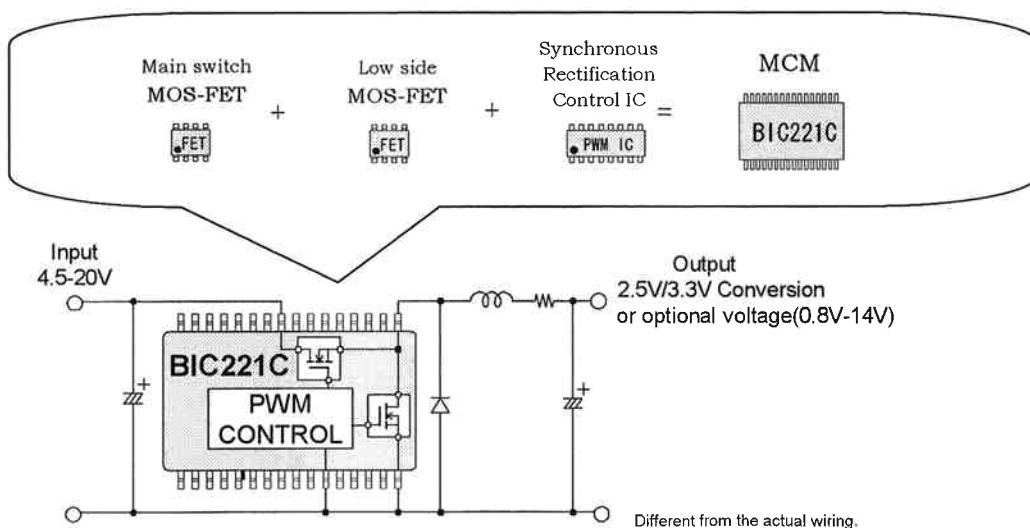 Main switch
MOS-FET
+
Low side
MOS-FET
+
Synchronous
Rectification
Control IC
=
MCM
FET
FET
PWM IC
BIC221C
Input
4.5-20V
Output
2.5V/3.3V Conversion
or optional voltage(0.8V-14V)
BIC221C
PWM
CONTROL
+
+
Different from the actual wiring.